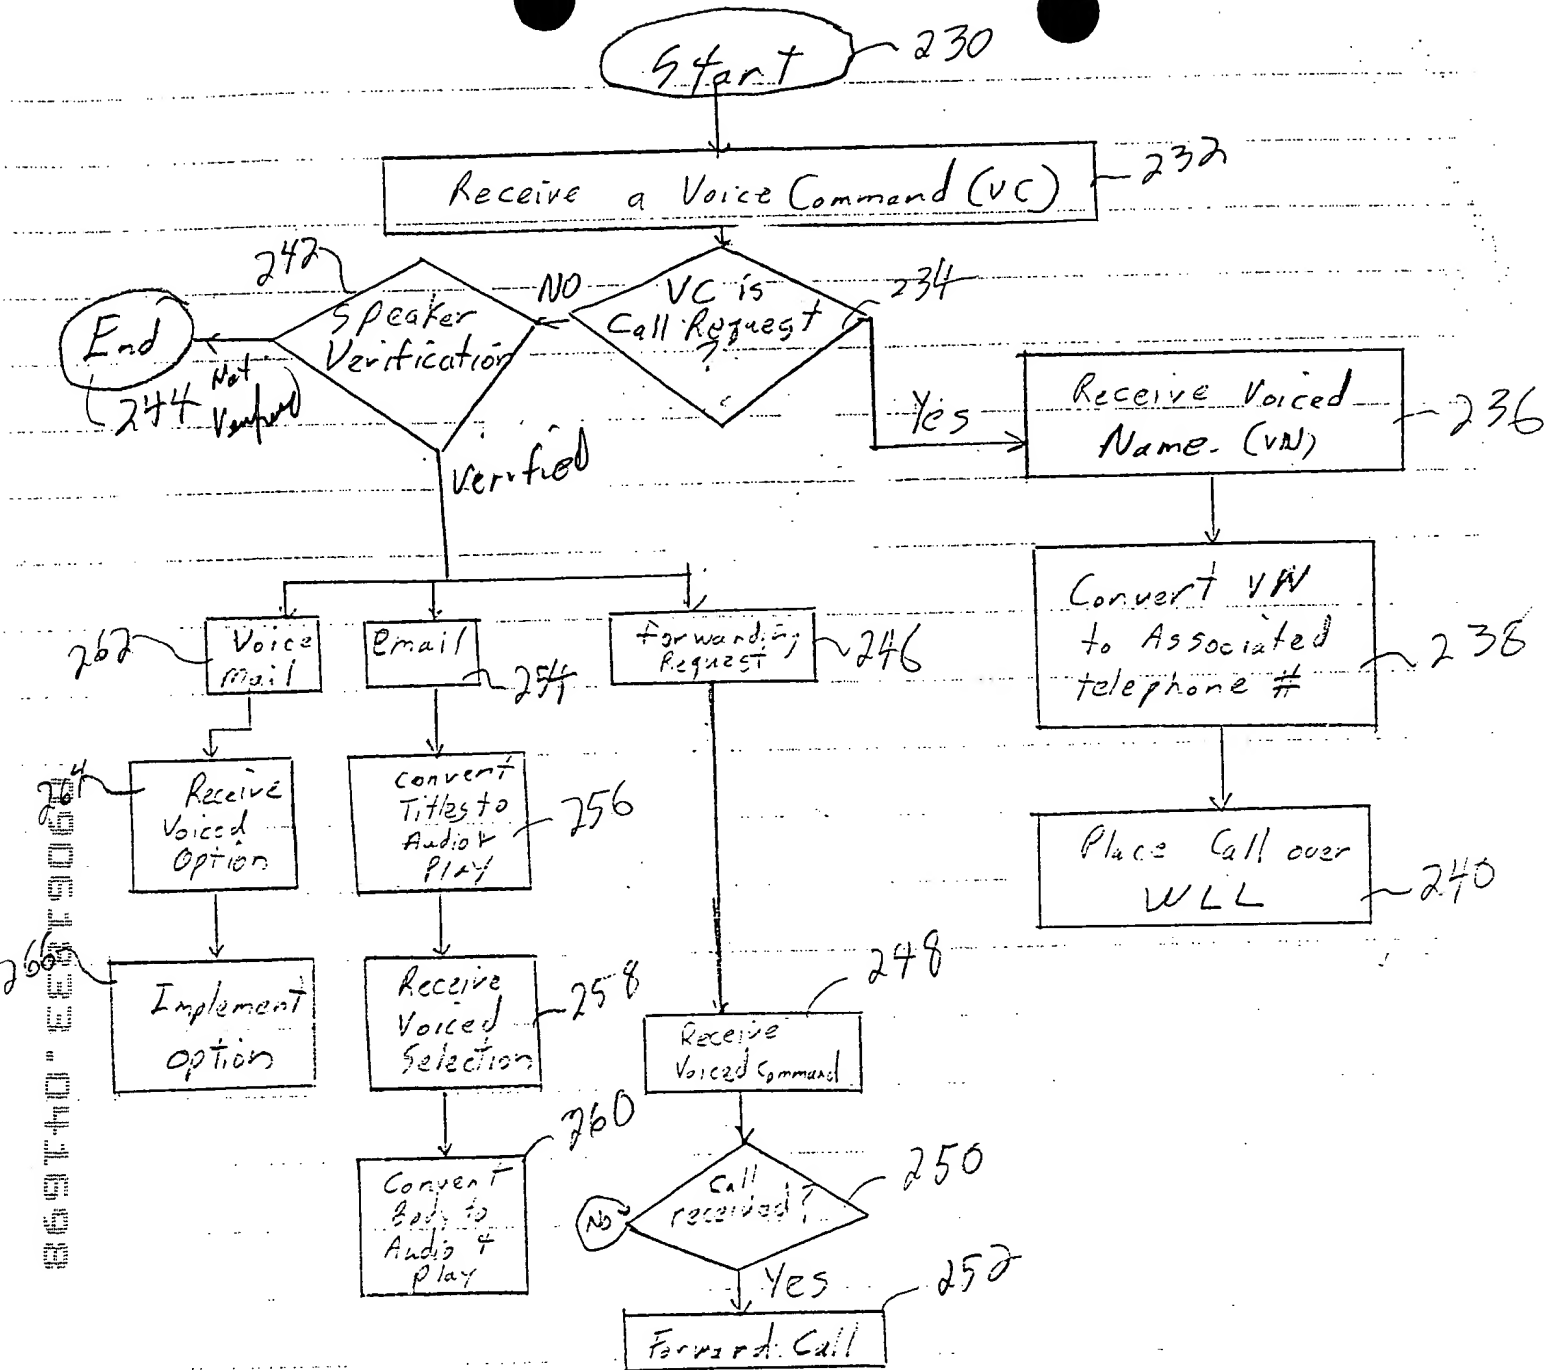 Start
230
Receive a Voice Command (VC)
232
242
Speaker
Verification
NO
VC is
Call Request
?
234
End
244
Not
Verified
Yes
Receive Voiced
Name. (VN)
236
Verified
Convert VN
to Associated
telephone #
238
262
Voice
Mail
Email
254
Forwarding
Request
246
264
Receive
Voiced
Option
Convert
Titles to
Audio &
Play
256
Place Call over
WLL
240
266
Implement
Option
Receive
Voiced
Selection
258
248
Receive
Voiced Command
260
Convert
Body to
Audio &
Play
Call
received?
250
No
Yes
252
Forward Call